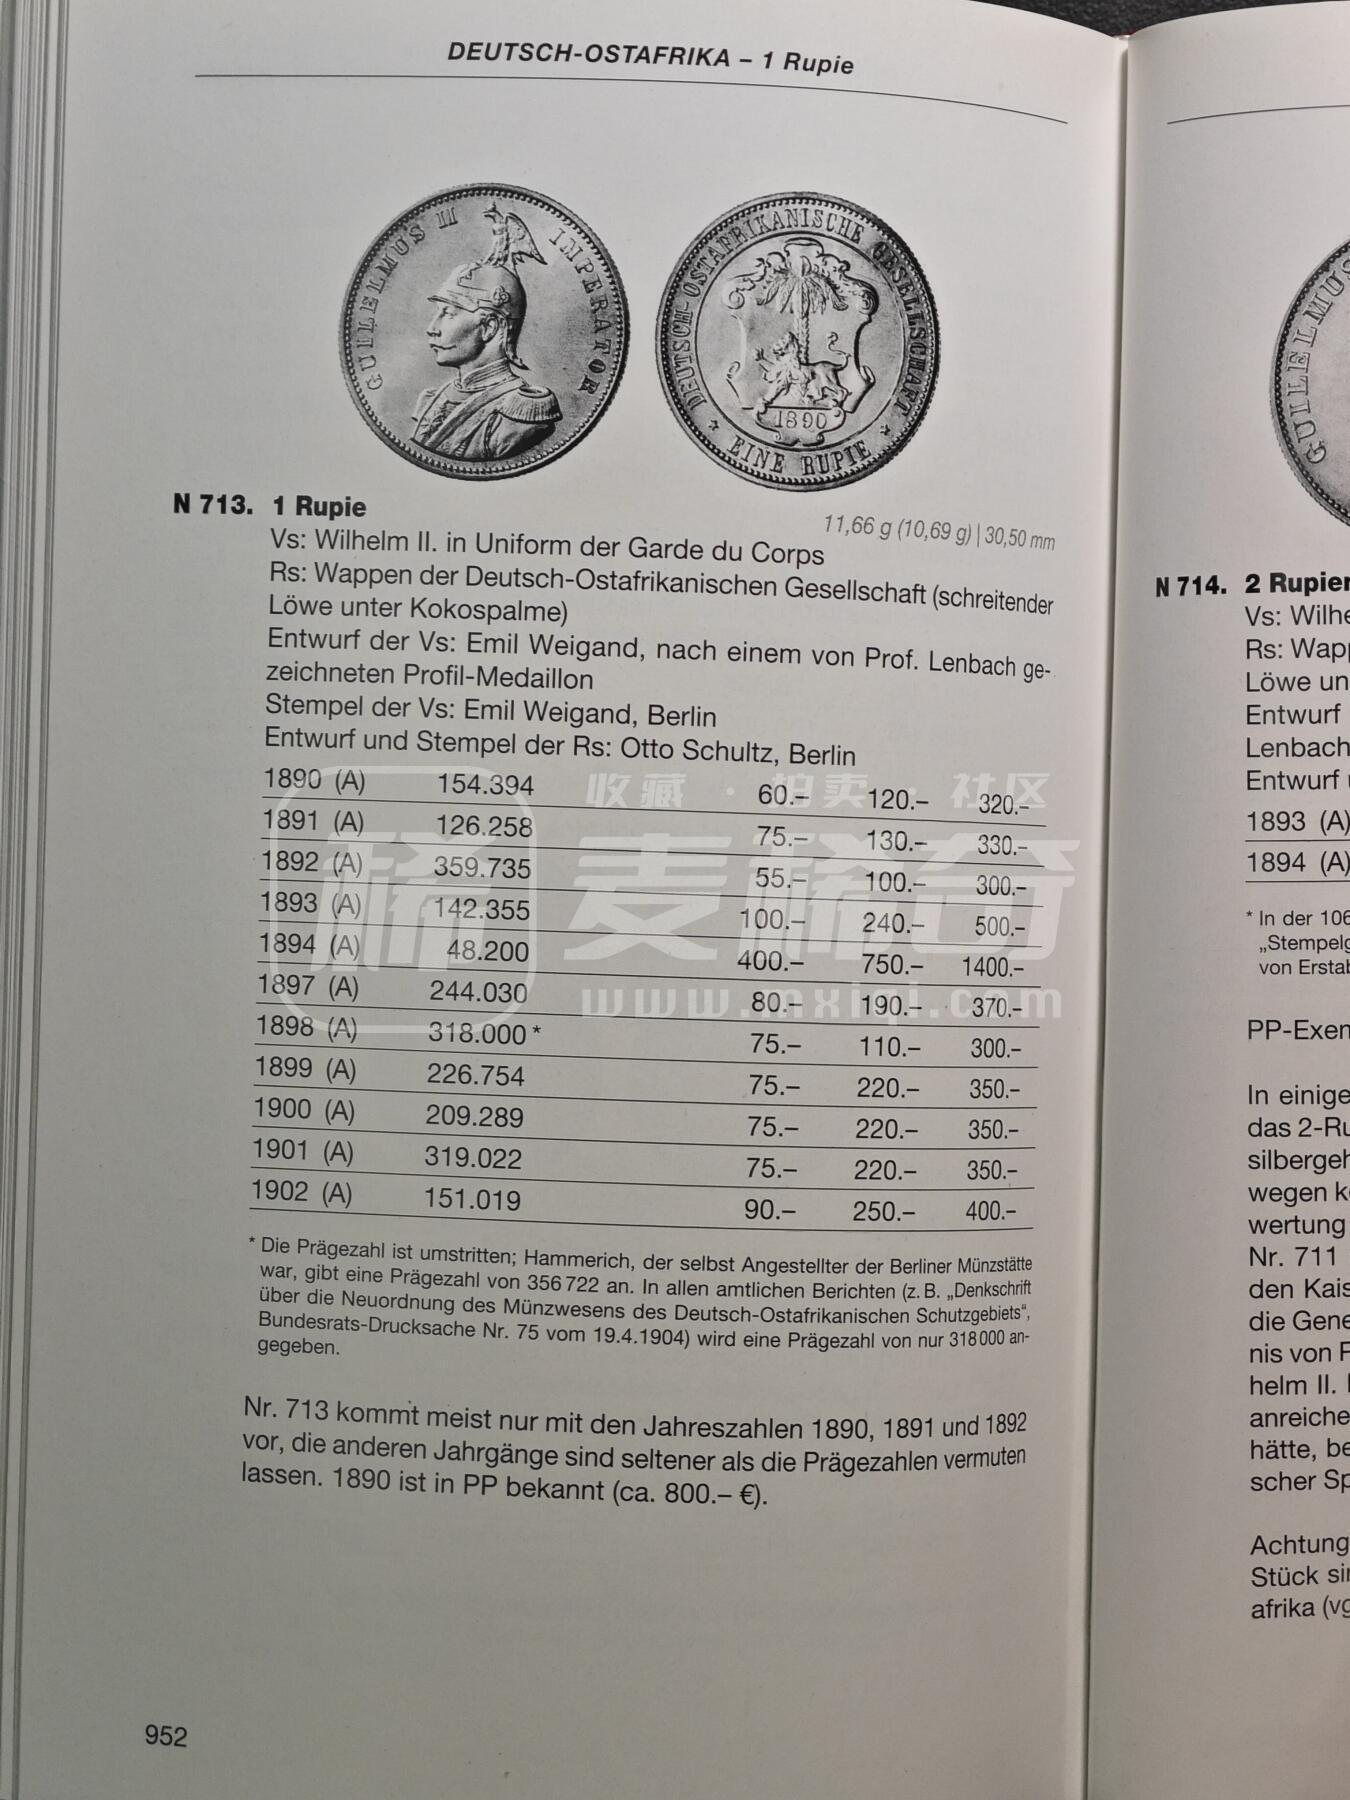 DEUTSCH-OSTAFRIKA – 1 Rupie
GUILELMUS II IMPERATOR
DEUTSCH-OSTAFRIKANISCHE GESELLSCHAFT
1890
* EINE RUPIE *
N 713. 1 Rupie
11,66 g (10,69 g) | 30,50 mm
Vs: Wilhelm II. in Uniform der Garde du Corps
Rs: Wappen der Deutsch-Ostafrikanischen Gesellschaft (schreitender
Löwe unter Kokospalme)
Entwurf der Vs: Emil Weigand, nach einem von Prof. Lenbach ge-
zeichneten Profil-Medaillon
Stempel der Vs: Emil Weigand, Berlin
Entwurf und Stempel der Rs: Otto Schultz, Berlin
1890 (A) 154.394 60.– 120.– 320.–
1891 (A) 126.258 75.– 130.– 330.–
1892 (A) 359.735 55.– 100.– 300.–
1893 (A) 142.355 100.– 240.– 500.–
1894 (A) 48.200 400.– 750.– 1400.–
1897 (A) 244.030 80.– 190.– 370.–
1898 (A) 318.000 * 75.– 110.– 300.–
1899 (A) 226.754 75.– 220.– 350.–
1900 (A) 209.289 75.– 220.– 350.–
1901 (A) 319.022 75.– 220.– 350.–
1902 (A) 151.019 90.– 250.– 400.–
* Die Prägezahl ist umstritten; Hammerich, der selbst Angestellter der Berliner Münzstätte
war, gibt eine Prägezahl von 356 722 an. In allen amtlichen Berichten (z. B. „Denkschrift
über die Neuordnung des Münzwesens des Deutsch-Ostafrikanischen Schutzgebiets“,
Bundesrats-Drucksache Nr. 75 vom 19.4.1904) wird eine Prägezahl von nur 318 000 an-
gegeben.
Nr. 713 kommt meist nur mit den Jahreszahlen 1890, 1891 und 1892
vor, die anderen Jahrgänge sind seltener als die Prägezahlen vermuten
lassen. 1890 ist in PP bekannt (ca. 800.– €).
952
收藏 · 拍卖 · 社区
稀 麦稀奇
www.mxiqi.com
GUILELMUS
N 714. 2 Rupien
Vs: Wilhe
Rs: Wapp
Löwe un
Entwurf
Lenbach
Entwurf u
1893 (A)
1894 (A)
* In der 106
„Stempelg
von Erstab
PP-Exem
In einige
das 2-Ru
silbergeh
wegen ke
wertung
Nr. 711
den Kais
die Gene
nis von F
helm II.
anreiche
hätte, be
scher Sp
Achtung
Stück sin
afrika (vg